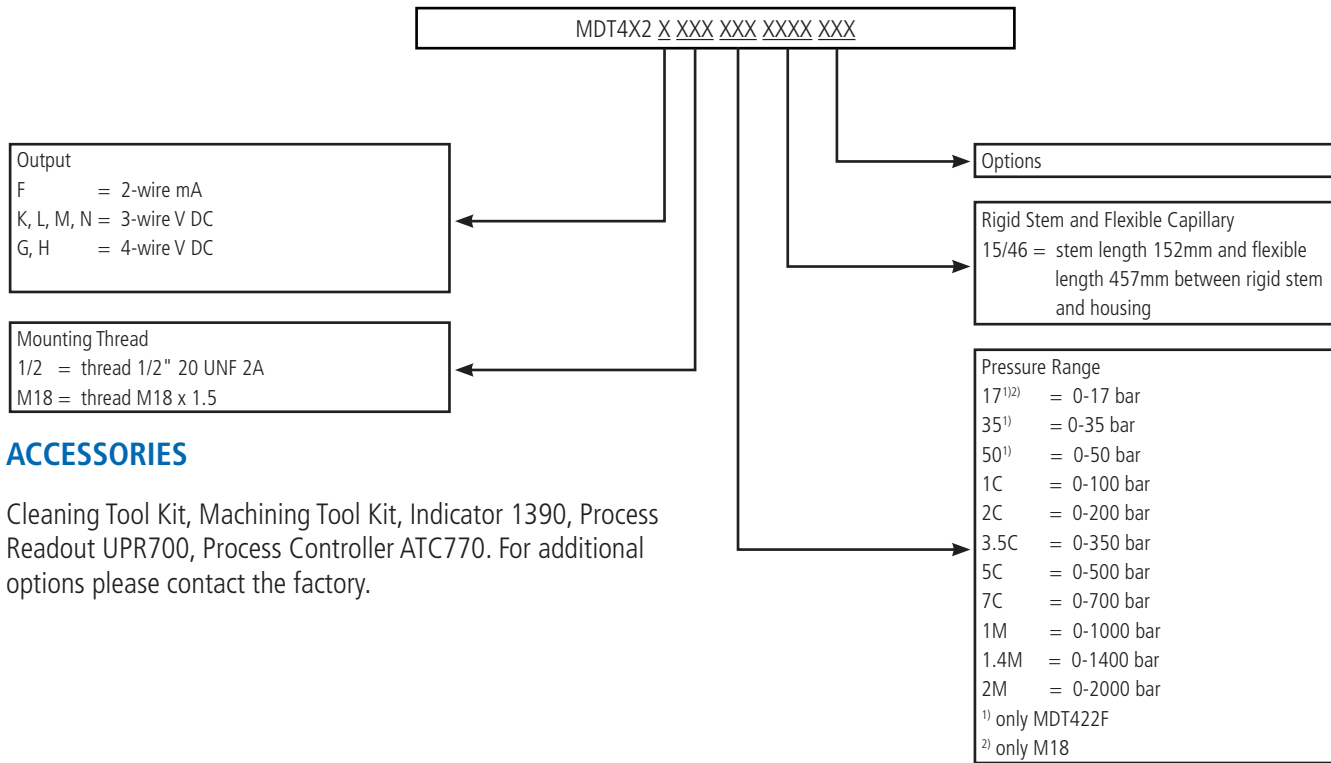 MDT4X2 X XXX XXX XXXX XXX
Output
F = 2-wire mA
K, L, M, N = 3-wire V DC
G, H = 4-wire V DC
Mounting Thread
1/2 = thread 1/2" 20 UNF 2A
M18 = thread M18 x 1.5
ACCESSORIES
Cleaning Tool Kit, Machining Tool Kit, Indicator 1390, Process
Readout UPR700, Process Controller ATC770. For additional
options please contact the factory.
Options
Rigid Stem and Flexible Capillary
15/46 = stem length 152mm and flexible
length 457mm between rigid stem
and housing
Pressure Range
17¹⁾²⁾ = 0-17 bar
35¹⁾ = 0-35 bar
50¹⁾ = 0-50 bar
1C = 0-100 bar
2C = 0-200 bar
3.5C = 0-350 bar
5C = 0-500 bar
7C = 0-700 bar
1M = 0-1000 bar
1.4M = 0-1400 bar
2M = 0-2000 bar
¹⁾ only MDT422F
²⁾ only M18